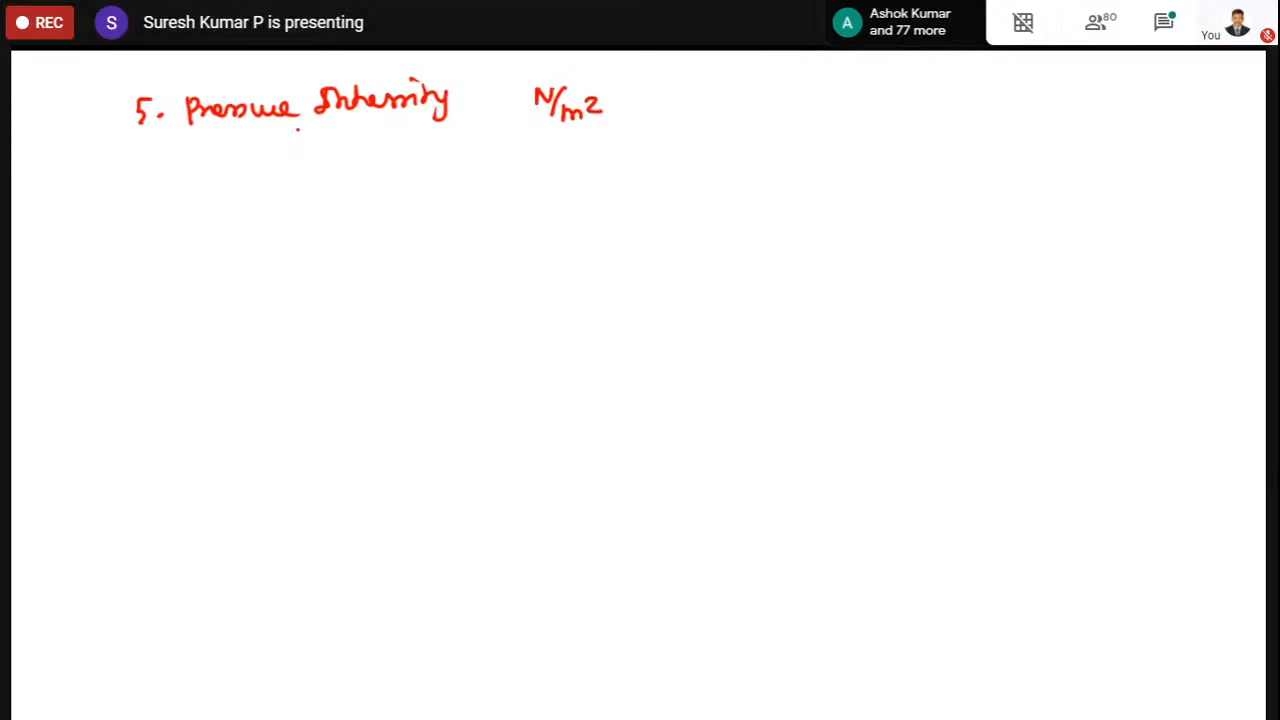 REC
S
Suresh Kumar P is presenting
A
Ashok Kumar
and 77 more
80
You
5. Pressure Intensity N/m2